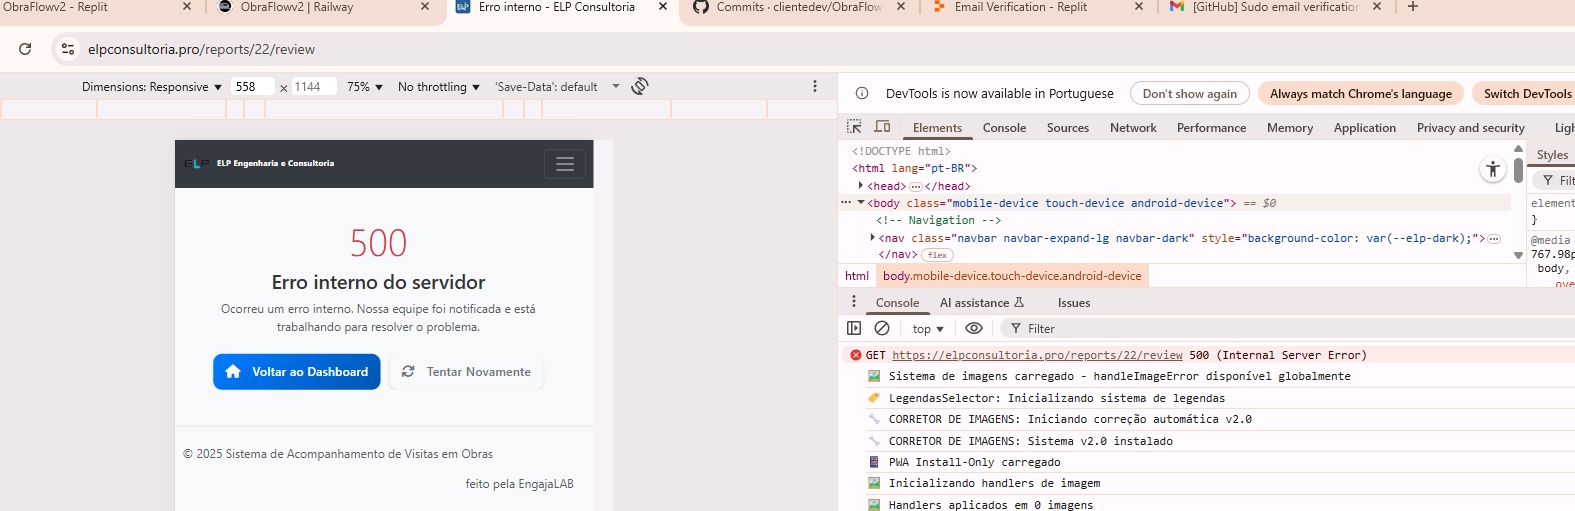 ObraFlowv2 - Replit
ObraFlowv2 | Railway
Erro interno - ELP Consultoria
Commits · clientedev/ObraFlow
Email Verification - Replit
[GitHub] Sudo email verification
elpconsultoria.pro/reports/22/review
Dimensions: Responsive 558 × 1144 75% No throttling 'Save-Data': default
DevTools is now available in Portuguese Don't show again Always match Chrome's language Switch DevTools
Elements Console Sources Network Performance Memory Application Privacy and security Ligh
<!DOCTYPE html>
<html lang="pt-BR">
<head> ··· </head>
··· <body class="mobile-device touch-device android-device"> == $0
<!-- Navigation -->
<nav class="navbar navbar-expand-lg navbar-dark" style="background-color: var(--elp-dark);"> ···
</nav> flex
html body.mobile-device.touch-device.android-device
Styles
Filt
element
}
@media
767.98p
body,
ove
ELP ELP Engenharia e Consultoria
500
Erro interno do servidor
Ocorreu um erro interno. Nossa equipe foi notificada e está
trabalhando para resolver o problema.
Voltar ao Dashboard Tentar Novamente
© 2025 Sistema de Acompanhamento de Visitas em Obras
feito pela EngajaLAB
Console AI assistance Issues
top Filter
GET https://elpconsultoria.pro/reports/22/review 500 (Internal Server Error)
Sistema de imagens carregado - handleImageError disponível globalmente
LegendasSelector: Inicializando sistema de legendas
CORRETOR DE IMAGENS: Iniciando correção automática v2.0
CORRETOR DE IMAGENS: Sistema v2.0 instalado
PWA Install-Only carregado
Inicializando handlers de imagem
Handlers aplicados em 0 imagens